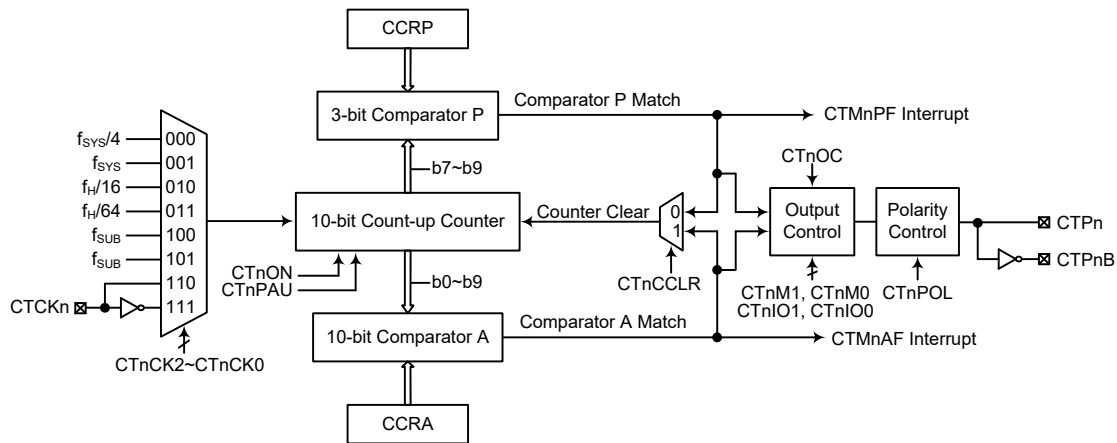 CCRP
3-bit Comparator P
Comparator P Match
CTMnPF Interrupt
fSYS/4
000
fSYS
001
fH/16
010
fH/64
011
fSUB
100
fSUB
101
110
111
CTCKn
CTnCK2~CTnCK0
b7~b9
10-bit Count-up Counter
Counter Clear
0
1
CTnCCLR
CTnON
CTnPAU
b0~b9
CTnOC
Output
Control
Polarity
Control
CTPn
CTPnB
CTnM1, CTnM0
CTnIO1, CTnIO0
CTnPOL
10-bit Comparator A
Comparator A Match
CTMnAF Interrupt
CCRA